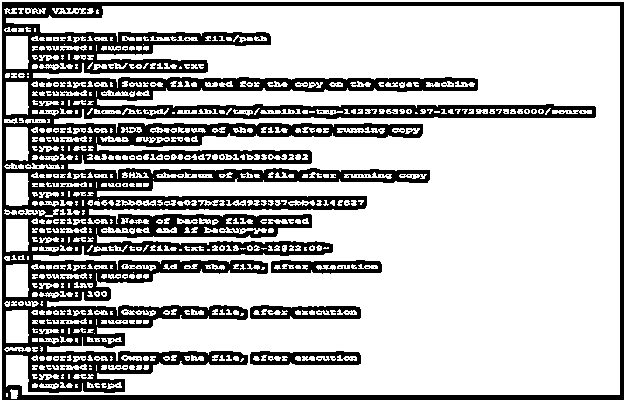 RETURN VALUES:
dest:
description: Destination file/path
returned: success
type: str
sample: /path/to/file.txt
src:
description: Source file used for the copy on the target machine
returned: changed
type: str
sample: /home/httpd/.ansible/tmp/ansible-tmp-1423796390.97-147729857856000/source
md5sum:
description: MD5 checksum of the file after running copy
returned: when supported
type: str
sample: 2a5aeecc61dc98c4d780b14b330e3282
checksum:
description: SHA1 checksum of the file after running copy
returned: success
type: str
sample: 6e642bb8dd5c2e027bf21dd923337cbb4214f827
backup_file:
description: Name of backup file created
returned: changed and if backup=yes
type: str
sample: /path/to/file.txt.2015-02-12@22:09~
gid:
description: Group id of the file, after execution
returned: success
type: int
sample: 100
group:
description: Group of the file, after execution
returned: success
type: str
sample: httpd
owner:
description: Owner of the file, after execution
returned: success
type: str
sample: httpd
: